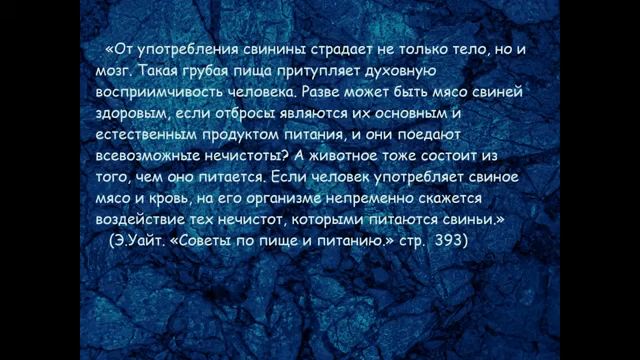 «От употребления свинины страдает не только тело, но и
мозг. Такая грубая пища притупляет духовную
восприимчивость человека. Разве может быть мясо свиней
здоровым, если отбросы являются их основным и
естественным продуктом питания, и они поедают
всевозможные нечистоты? А животное тоже состоит из
того, чем оно питается. Если человек употребляет свиное
мясо и кровь, на его организме непременно скажется
воздействие тех нечистот, которыми питаются свиньи.»
(Э.Уайт. «Советы по пище и питанию.» стр. 393)